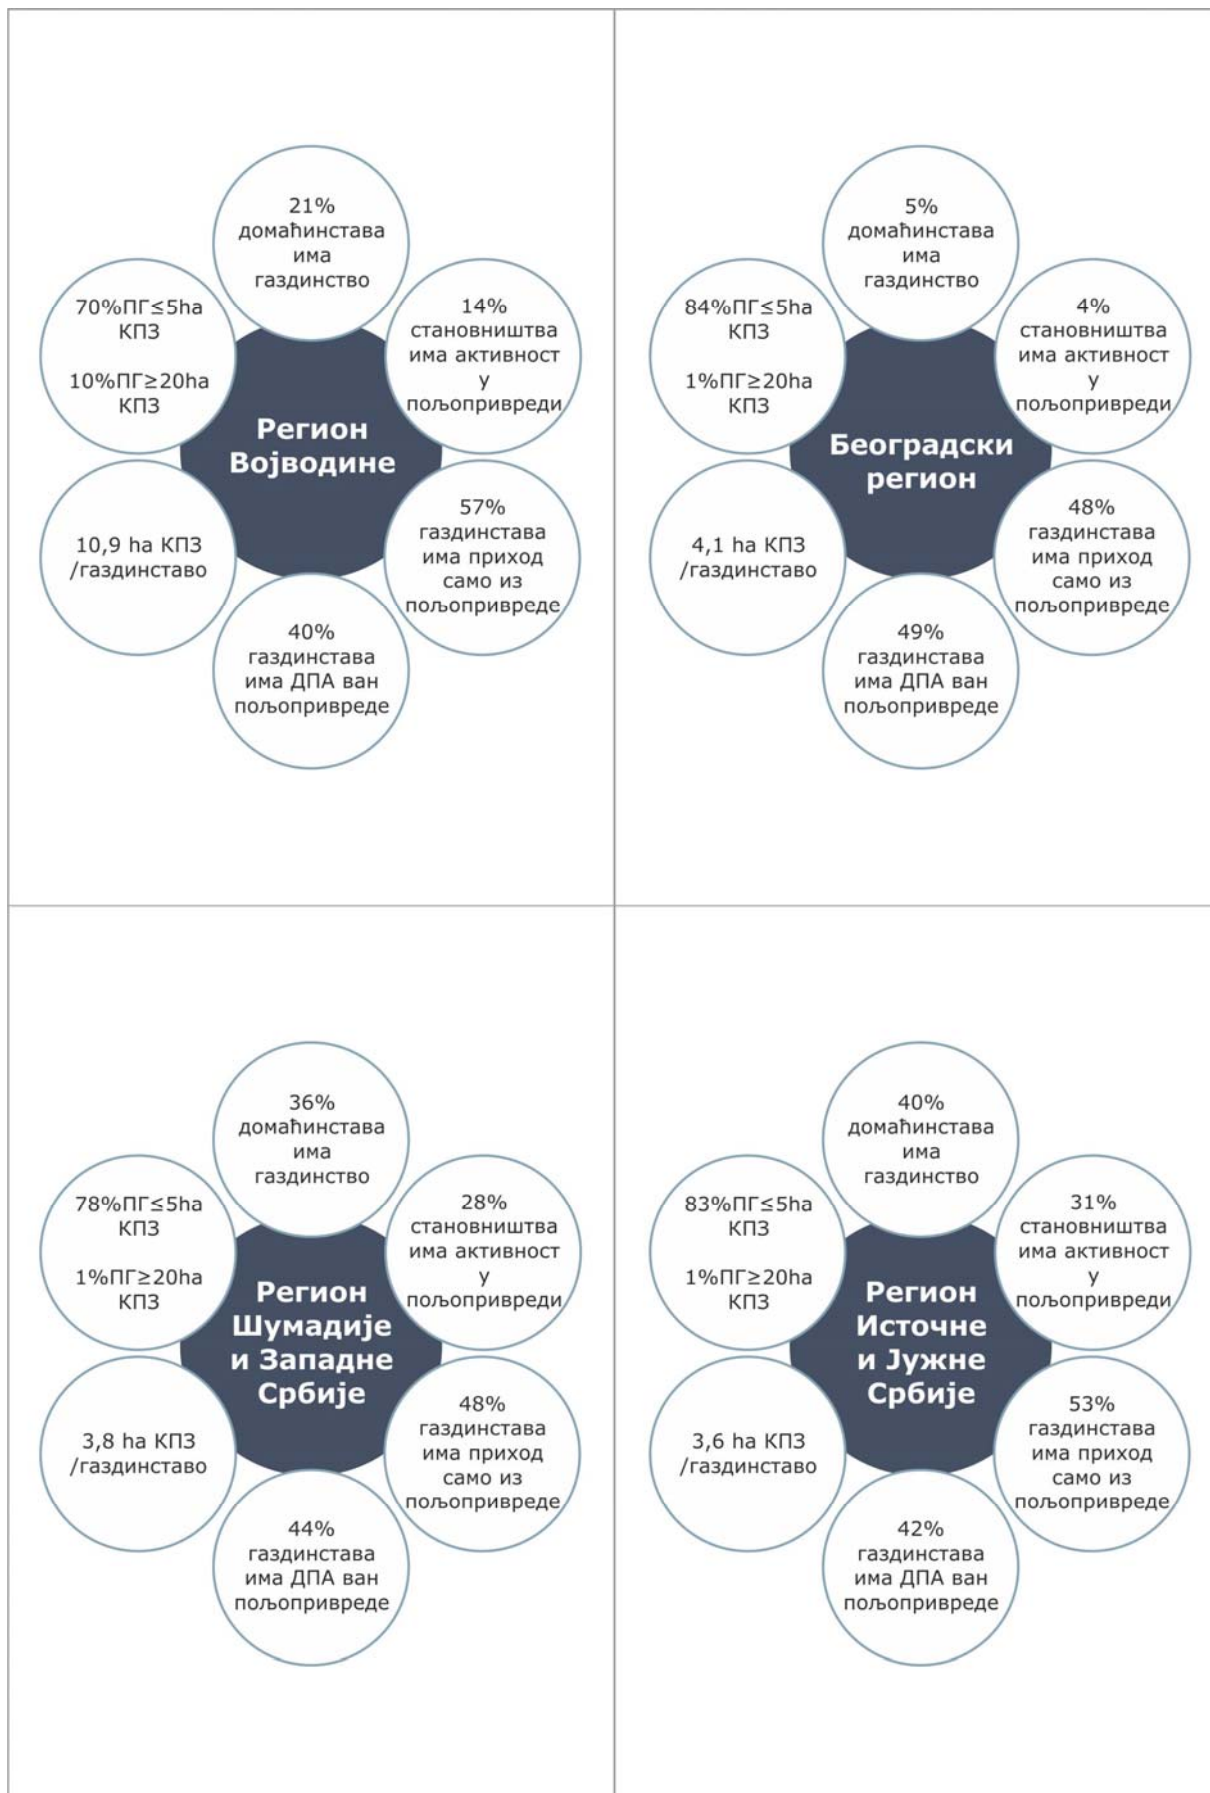 21%
домаћинстава
има
газдинство
14%
становништва
има активност
у
пољопривреди
57%
газдинстава
има приход
само из
пољопривреде
40%
газдинстава
има ДПА ван
пољопривреде
10,9 ha КПЗ
/газдинставо
70%ПГ≤5ha
КПЗ
10%ПГ≥20ha
КПЗ
Регион
Војводине
5%
домаћинстава
има
газдинство
4%
становништва
има активност
у
пољопривреди
48%
газдинстава
има приход
само из
пољопривреде
49%
газдинстава
има ДПА ван
пољопривреде
4,1 ha КПЗ
/газдинставо
84%ПГ≤5ha
КПЗ
1%ПГ≥20ha
КПЗ
Београдски
регион
36%
домаћинстава
има
газдинство
28%
становништва
има активност
у
пољопривреди
48%
газдинстава
има приход
само из
пољопривреде
44%
газдинстава
има ДПА ван
пољопривреде
3,8 ha КПЗ
/газдинставо
78%ПГ≤5ha
КПЗ
1%ПГ≥20ha
КПЗ
Регион
Шумадије
и Западне
Србије
40%
домаћинстава
има
газдинство
31%
становништва
има активност
у
пољопривреди
53%
газдинстава
има приход
само из
пољопривреде
42%
газдинстава
има ДПА ван
пољопривреде
3,6 ha КПЗ
/газдинставо
83%ПГ≤5ha
КПЗ
1%ПГ≥20ha
КПЗ
Регион
Источне
и Јужне
Србије